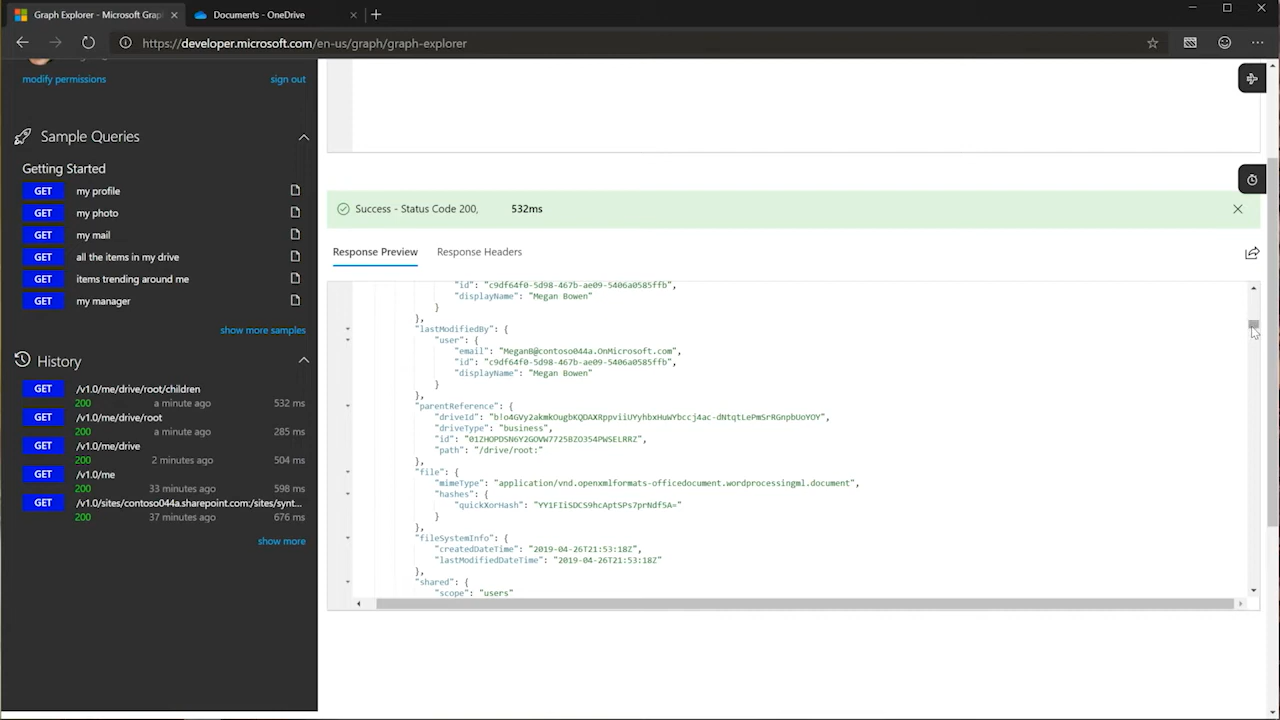 Graph Explorer - Microsoft Grap
Documents - OneDrive
https://developer.microsoft.com/en-us/graph/graph-explorer
modify permissions
sign out
Sample Queries
Getting Started
GET my profile
GET my photo
GET my mail
GET all the items in my drive
GET items trending around me
GET my manager
show more samples
History
GET /v1.0/me/drive/root/children
200 a minute ago 532 ms
GET /v1.0/me/drive/root
200 a minute ago 285 ms
GET /v1.0/me/drive
200 2 minutes ago 504 ms
GET /v1.0/me
200 33 minutes ago 598 ms
GET /v1.0/sites/contoso044a.sharepoint.com:/sites/synt...
200 37 minutes ago 676 ms
show more
Success - Status Code 200, 532ms
Response Preview
Response Headers
"id": "c9df64f0-5d98-467b-ae09-5406a0585ffb",
"displayName": "Megan Bowen"
}
},
"lastModifiedBy": {
"user": {
"email": "MeganB@contoso044a.OnMicrosoft.com",
"id": "c9df64f0-5d98-467b-ae09-5406a0585ffb",
"displayName": "Megan Bowen"
}
},
"parentReference": {
"driveId": "b!o4GVy2akmkOugbKQDAXRppviiUYyhbxHuWYbccj4ac-dNtqtLePmSrRGnpbUoYOY",
"driveType": "business",
"id": "01ZHOPDSN6Y2GOVW7725BZO354PWSELRRZ",
"path": "/drive/root:"
},
"file": {
"mimeType": "application/vnd.openxmlformats-officedocument.wordprocessingml.document",
"hashes": {
"quickXorHash": "YY1FIiSDCS9hcAptSPs7prNdf5A="
}
},
"fileSystemInfo": {
"createdDateTime": "2019-04-26T21:53:18Z",
"lastModifiedDateTime": "2019-04-26T21:53:18Z"
},
"shared": {
"scope": "users"